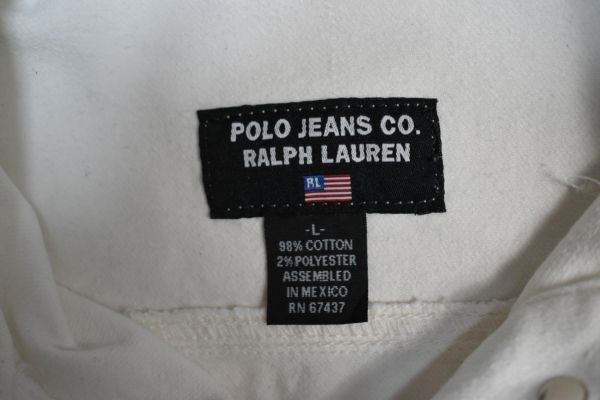 POLO JEANS CO.
RALPH LAUREN
RL
-L-
98% COTTON
2% POLYESTER
ASSEMBLED
IN MEXICO
RN 67437